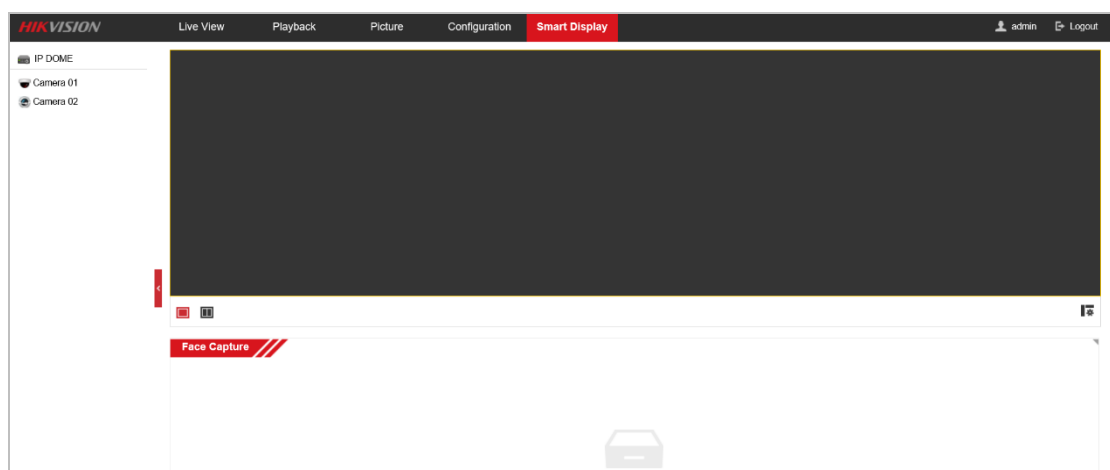 HIKVISION Live View Playback Picture Configuration Smart Display admin Logout
IP DOME
Camera 01
Camera 02
Face Capture